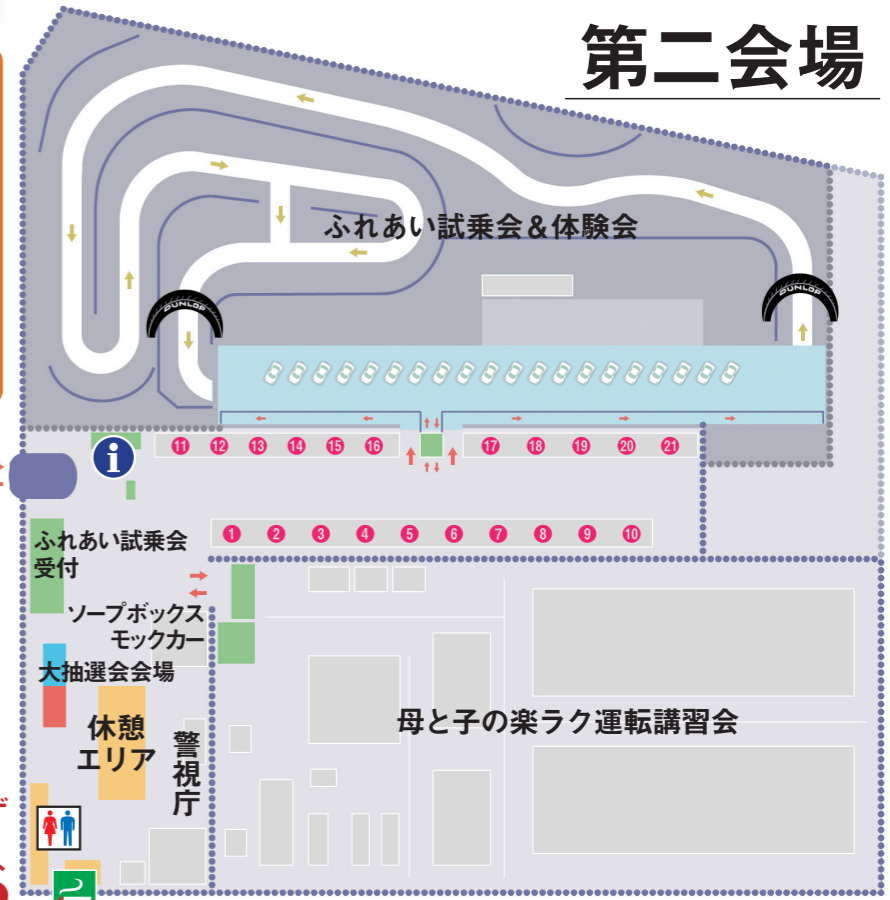 第二会場
ふれあい試乗会&体験会
DUNLOP
DUNLOP
i
11 12 13 14 15 16
17 18 19 20 21
1 2 3 4 5 6 7 8 9 10
ふれあい試乗会
受付
ソープボックス
モックカー
大抽選会会場
休憩
エリア
警視庁
母と子の楽ラク運転講習会
ず